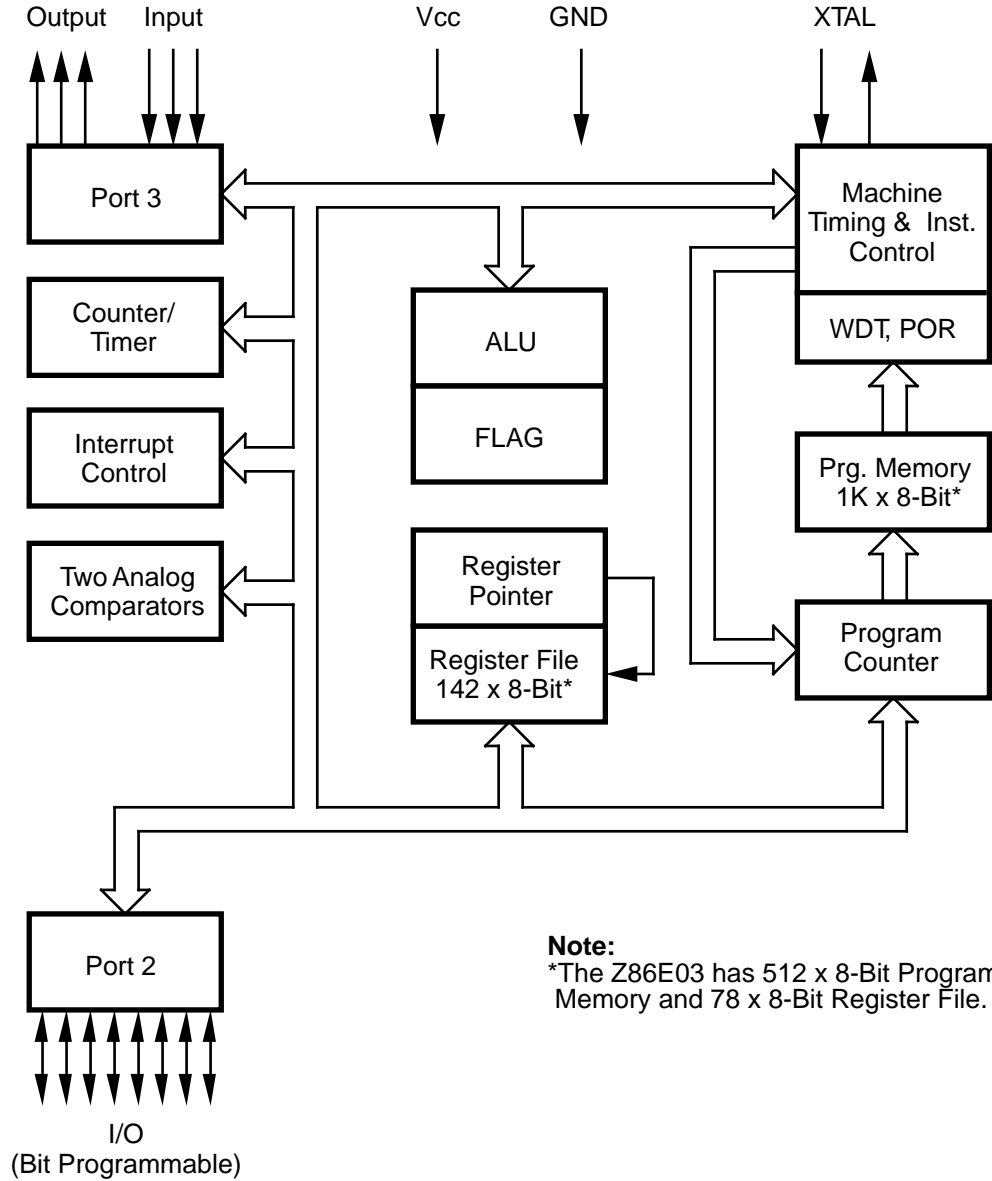 Output
Input
Vcc
GND
XTAL
Port 3
Machine
Timing & Inst.
Control
Counter/
Timer
ALU
WDT, POR
FLAG
Interrupt
Control
Prg. Memory
1K x 8-Bit*
Two Analog
Comparators
Register
Pointer
Register File
142 x 8-Bit*
Program
Counter
Port 2
Note:
*The Z86E03 has 512 x 8-Bit Program
Memory and 78 x 8-Bit Register File.
I/O
(Bit Programmable)